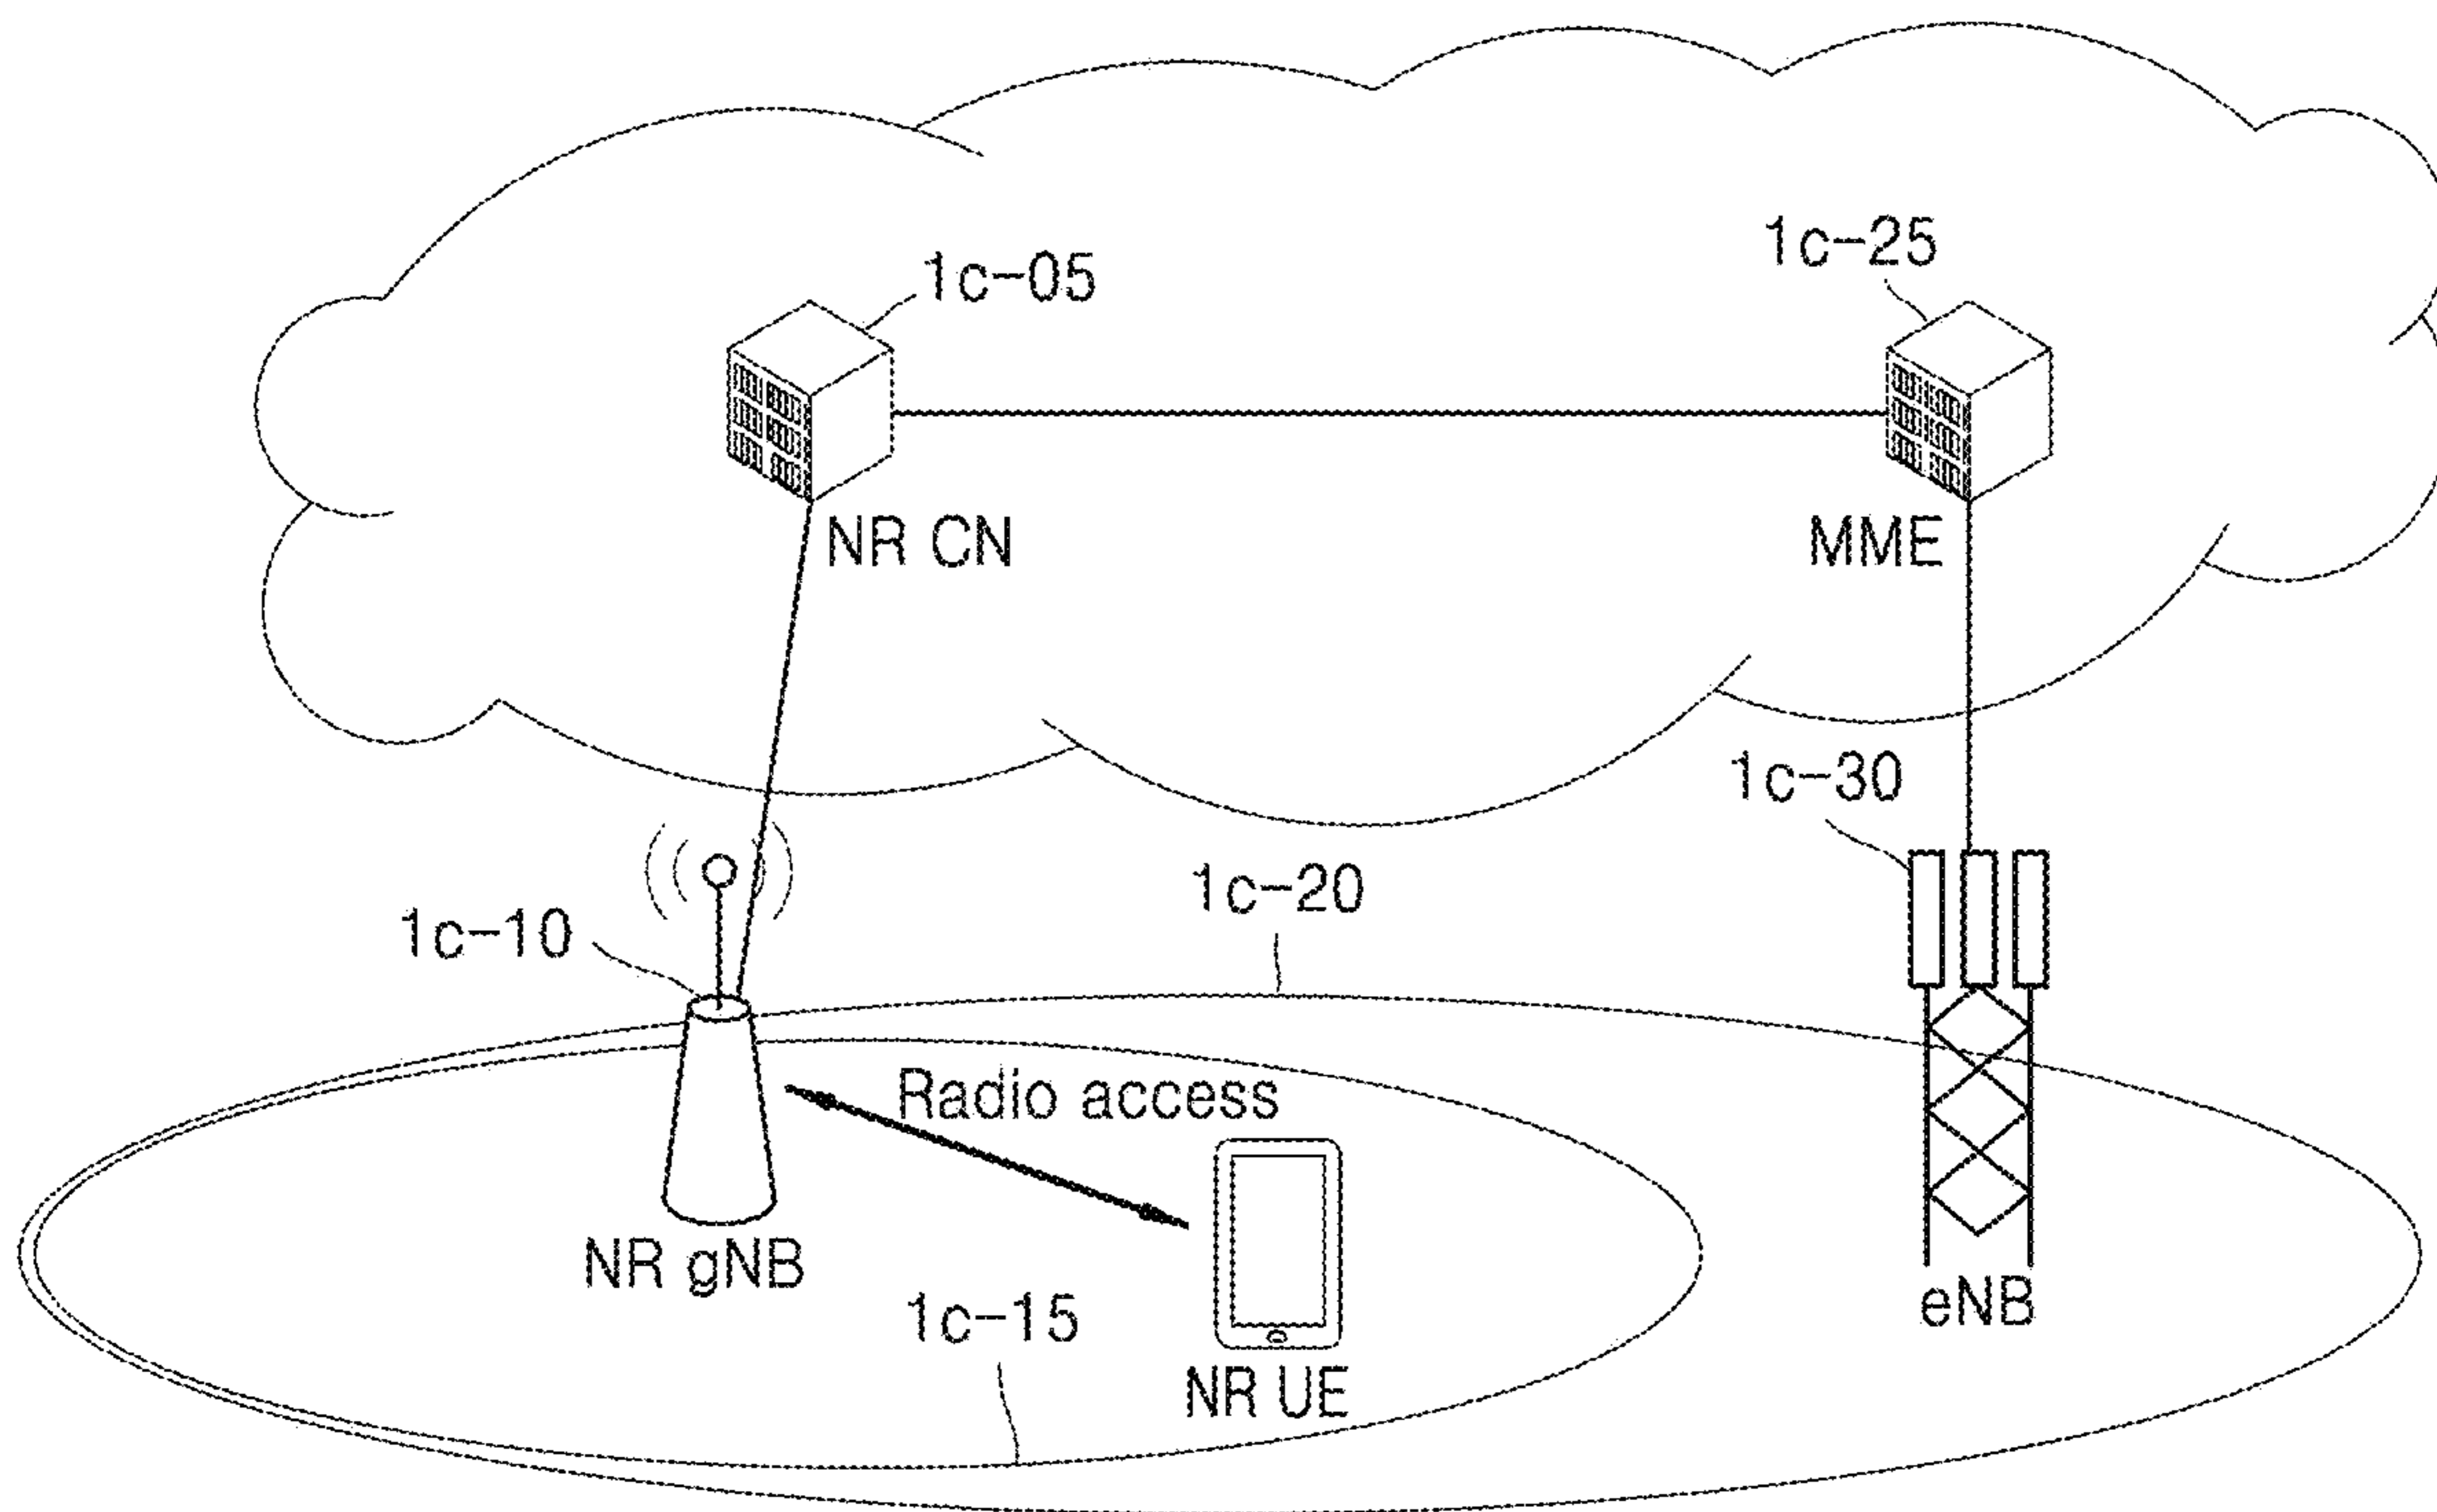 1c-25
1c-05
NR CN
MME
1c-30
1c-20
1c-10
Radio access
NR gNB
eNB
1c-15
NR UE